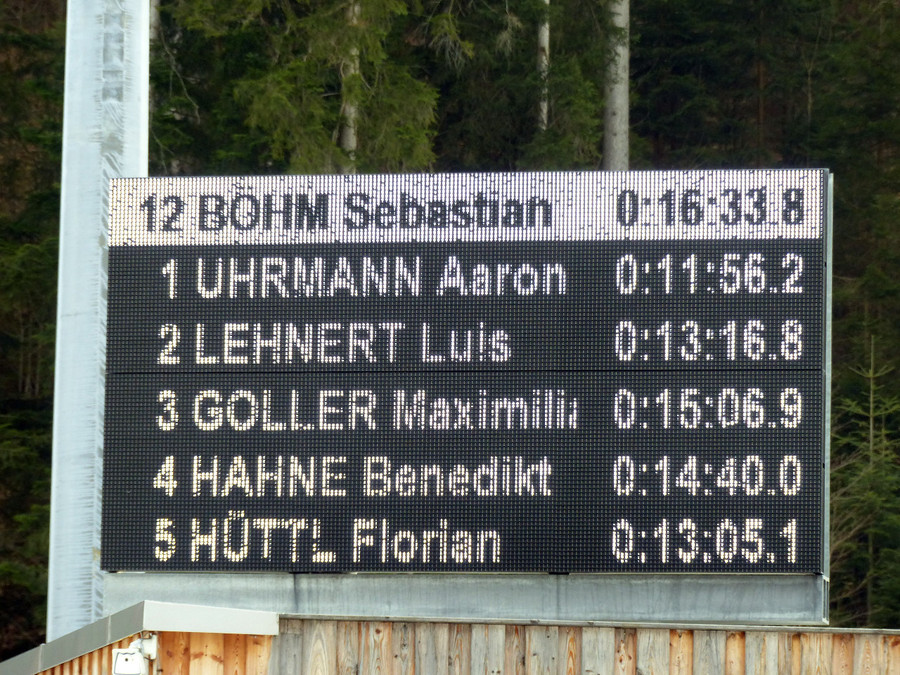 12 BÖHM Sebastian 0:16:33.8
1 UHRMANN Aaron 0:11:56.2
2 LEHNERT Luis 0:13:16.8
3 GOLLER Maximilia 0:15:06.9
4 HAHNE Benedikt 0:14:40.0
5 HÜTTL Florian 0:13:05.1